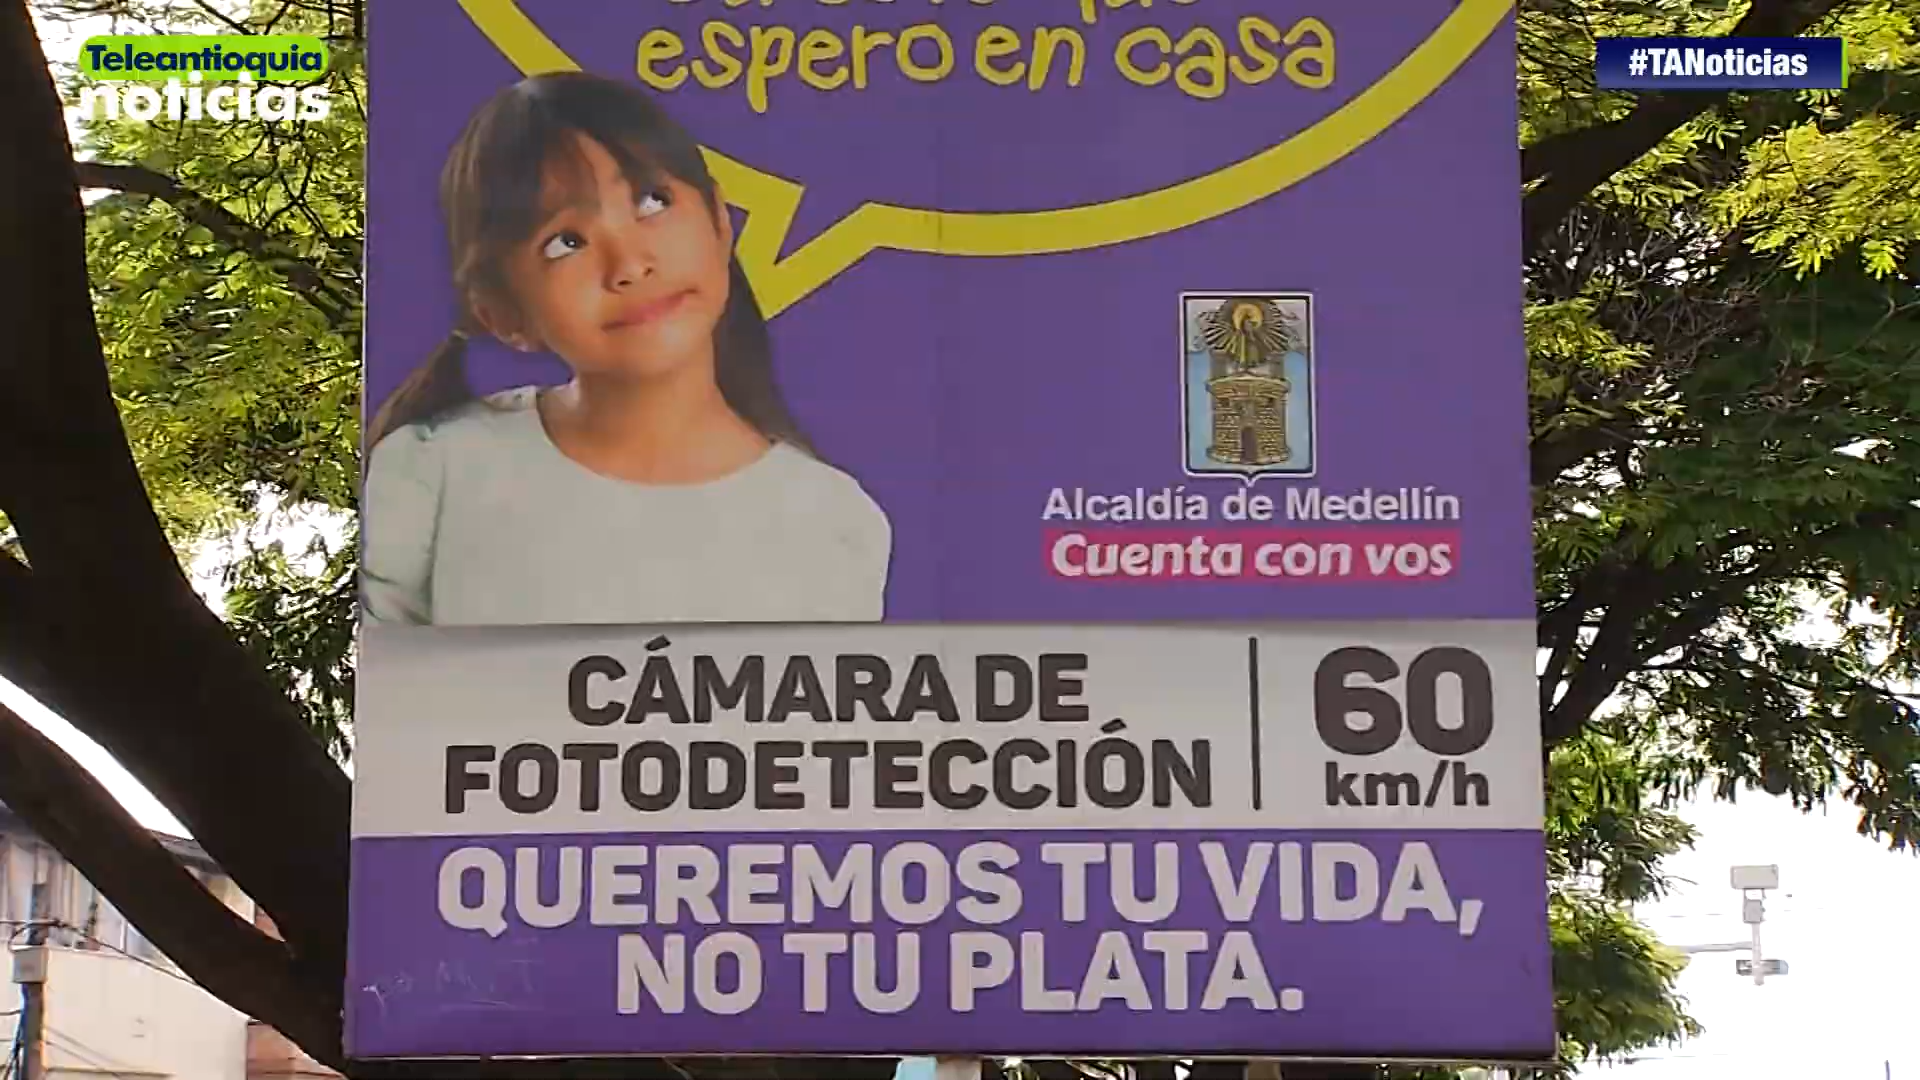 Teleantioquia
noticias
#TANoticias
espero en casa
Alcaldía de Medellín
Cuenta con vos
CÁMARA DE
FOTODETECCIÓN
60
km/h
QUEREMOS TU VIDA,
NO TU PLATA.